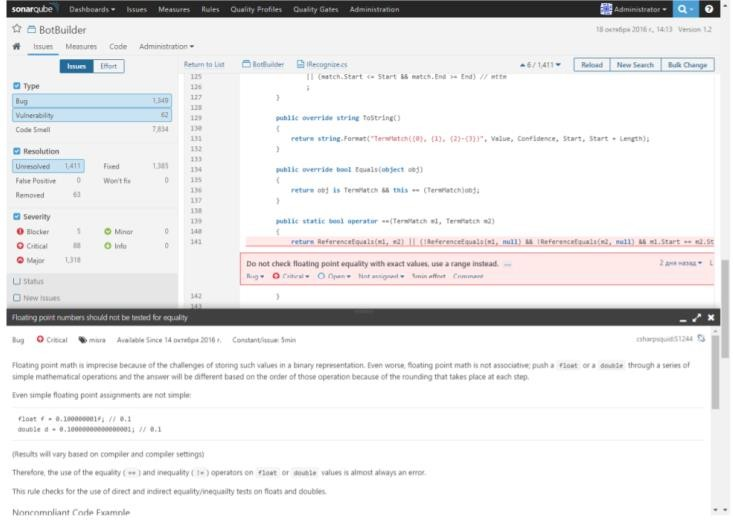 sonarqube Dashboards Issues Measures Rules Quality Profiles Quality Gates Administration Administrator
BotBuilder
18 октября 2016 г., 14:13 Version 1.2
Issues Measures Code Administration
Issues Effort
Return to List BotBuilder IRecognize.cs 6 / 1,411 Reload New Search Bulk Change
Type
Bug 1,349
Vulnerability 62
Code Smell 7,834
Resolution
Unresolved 1,411 Fixed 1,385
False Positive 0 Won't fix 0
Removed 63
Severity
Blocker 5 Minor 0
Critical 88 Info 0
Major 1,318
Status
New Issues
125 || (match.Start <= Start && match.End >= End) // mttm
126 ;
127 }
128
129 public override string ToString()
130 {
131 return string.Format("TermMatch({0}, {1}, {2}-{3})", Value, Confidence, Start, Start + Length);
132 }
133
134 public override bool Equals(object obj)
135 {
136 return obj is TermMatch && this == (TermMatch)obj;
137 }
138
139 public static bool operator ==(TermMatch m1, TermMatch m2)
140 {
141 return ReferenceEquals(m1, m2) || (!ReferenceEquals(m1, null) && !ReferenceEquals(m2, null) && m1.Start == m2.St
Do not check floating point equality with exact values, use a range instead. ... 2 дня назад L
Bug Critical Open Not assigned 5min effort Comment
142 }
143
Floating point numbers should not be tested for equality
Bug Critical misra Available Since 14 октября 2016 г. Constant/issue: 5min csharpsquid:S1244
Floating point math is imprecise because of the challenges of storing such values in a binary representation. Even worse, floating point math is not associative; push a float or a double through a series of
simple mathematical operations and the answer will be different based on the order of those operation because of the rounding that takes place at each step.
Even simple floating point assignments are not simple:
float f = 0.100000001f; // 0.1
double d = 0.10000000000000001; // 0.1
(Results will vary based on compiler and compiler settings)
Therefore, the use of the equality ( == ) and inequality ( != ) operators on float or double values is almost always an error.
This rule checks for the use of direct and indirect equality/inequailty tests on floats and doubles.
Noncompliant Code Example